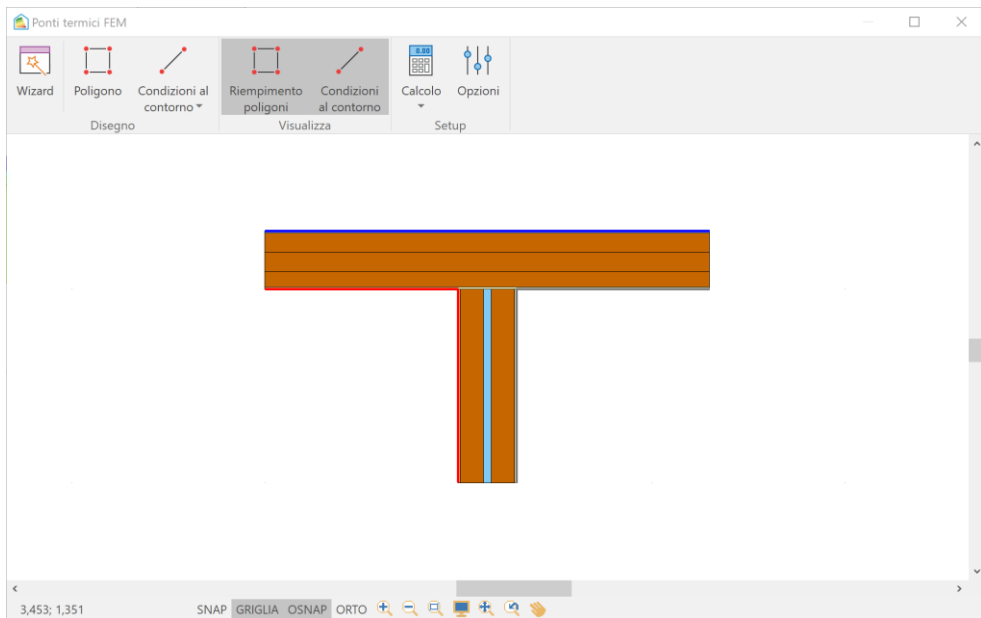 Ponti termici FEM
Wizard
Poligono
Condizioni al
contorno
Riempimento
poligoni
Condizioni
al contorno
0.00
Calcolo
Opzioni
Disegno
Visualizza
Setup
3,453; 1,351
SNAP GRIGLIA OSNAP ORTO